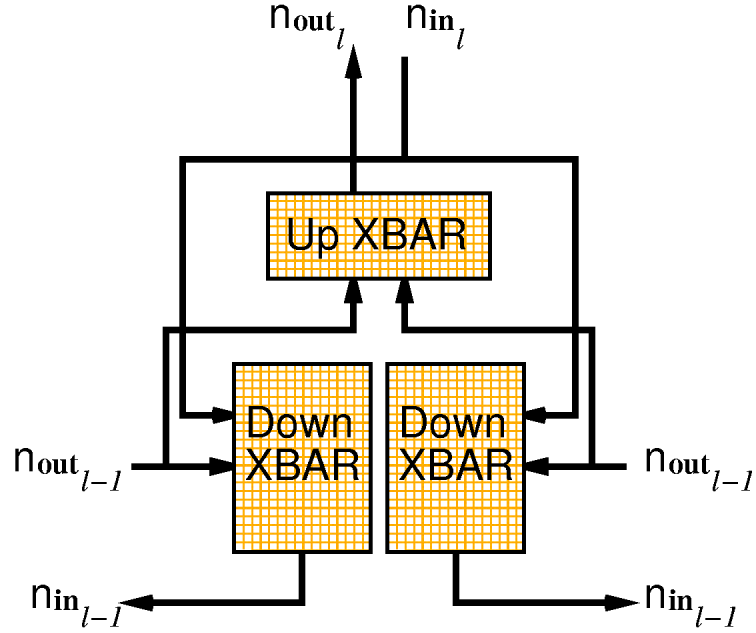 n_out_l n_in_l
Up XBAR
Down Down
XBAR XBAR
n_out_l-1 n_out_l-1
n_in_l-1 n_in_l-1